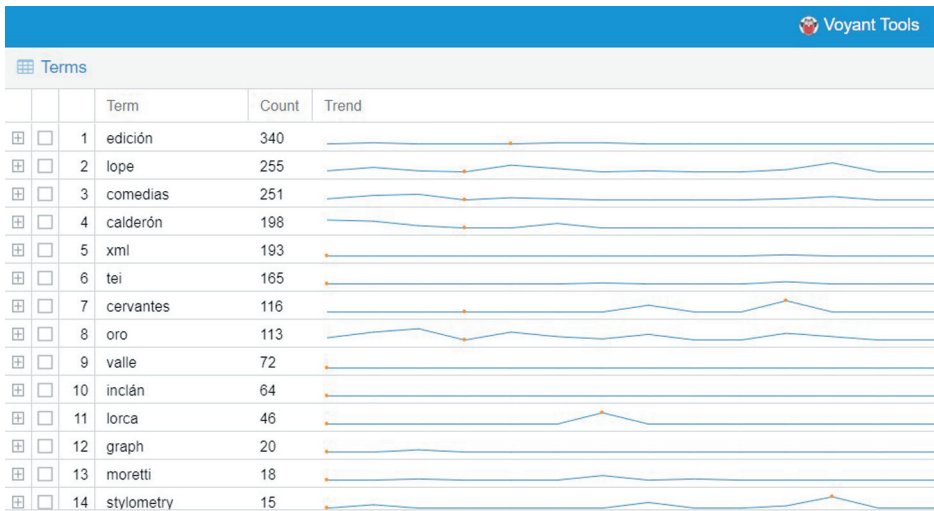 Voyant Tools
Terms
Term Count Trend
1 edición 340
2 lope 255
3 comedias 251
4 calderón 198
5 xml 193
6 tei 165
7 cervantes 116
8 oro 113
9 valle 72
10 inclán 64
11 lorca 46
12 graph 20
13 moretti 18
14 stylometry 15